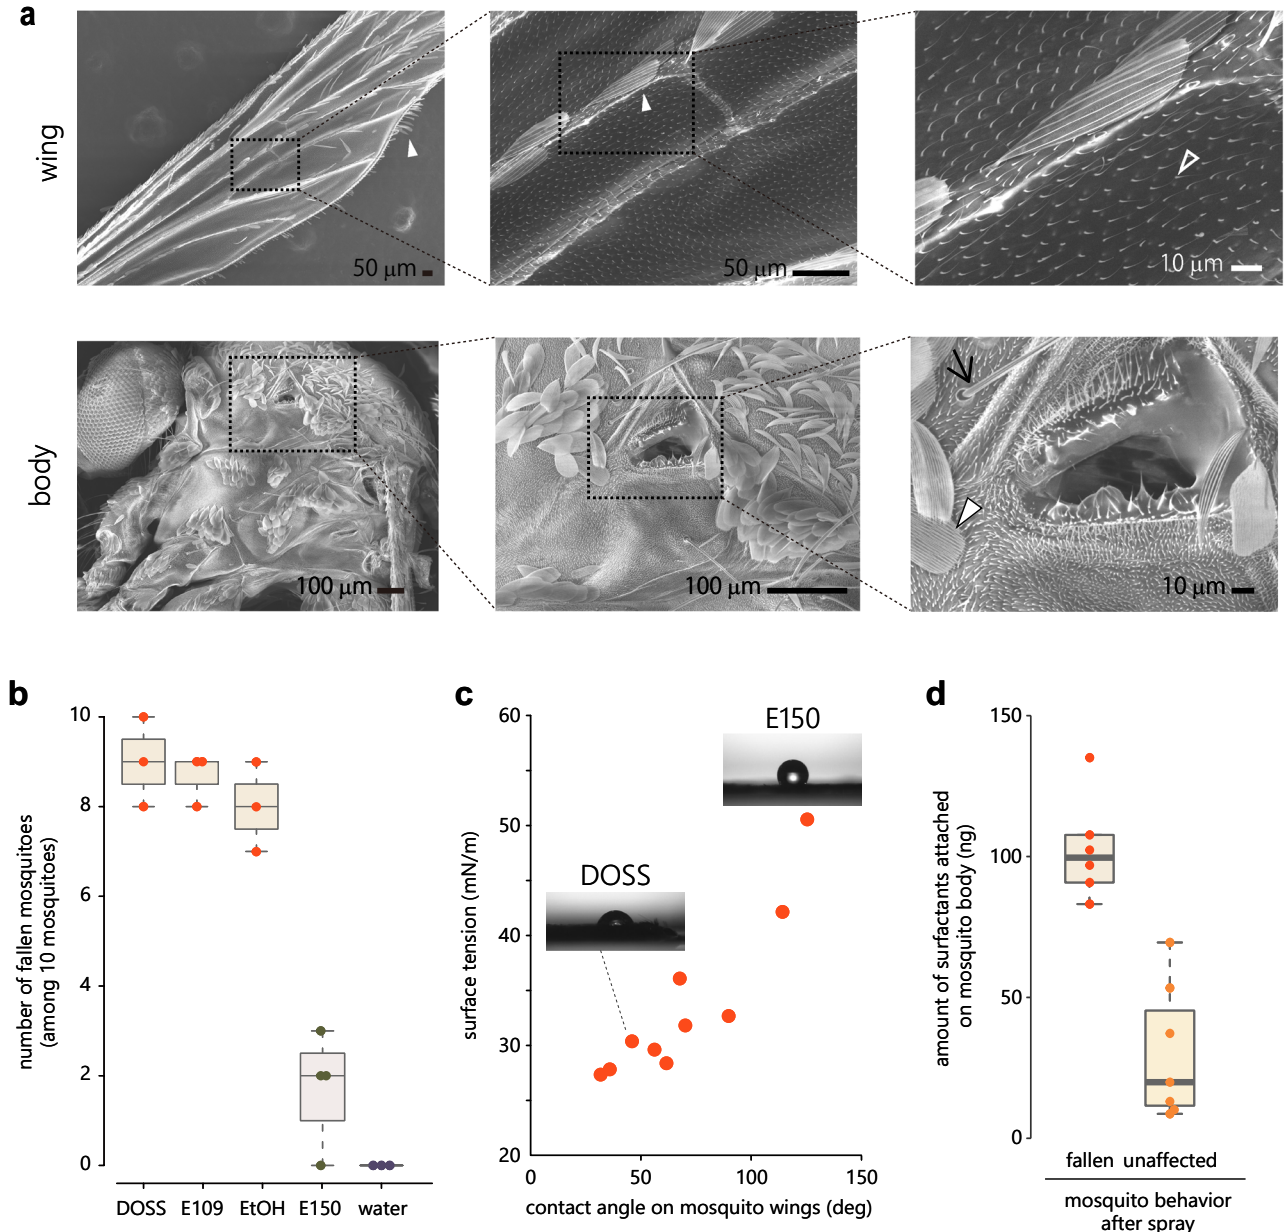 a
wing
50 μm
50 μm
10 μm
body
100 μm
100 μm
10 μm
b
number of fallen mosquitoes
(among 10 mosquitoes)
10
8
6
4
2
0
DOSS E109 EtOH E150 water
c
surface tension (mN/m)
60
50
40
30
20
E150
DOSS
0 50 100 150
contact angle on mosquito wings (deg)
d
amount of surfactants attached
on mosquito body (ng)
150
100
50
0
fallen unaffected
mosquito behavior
after spray